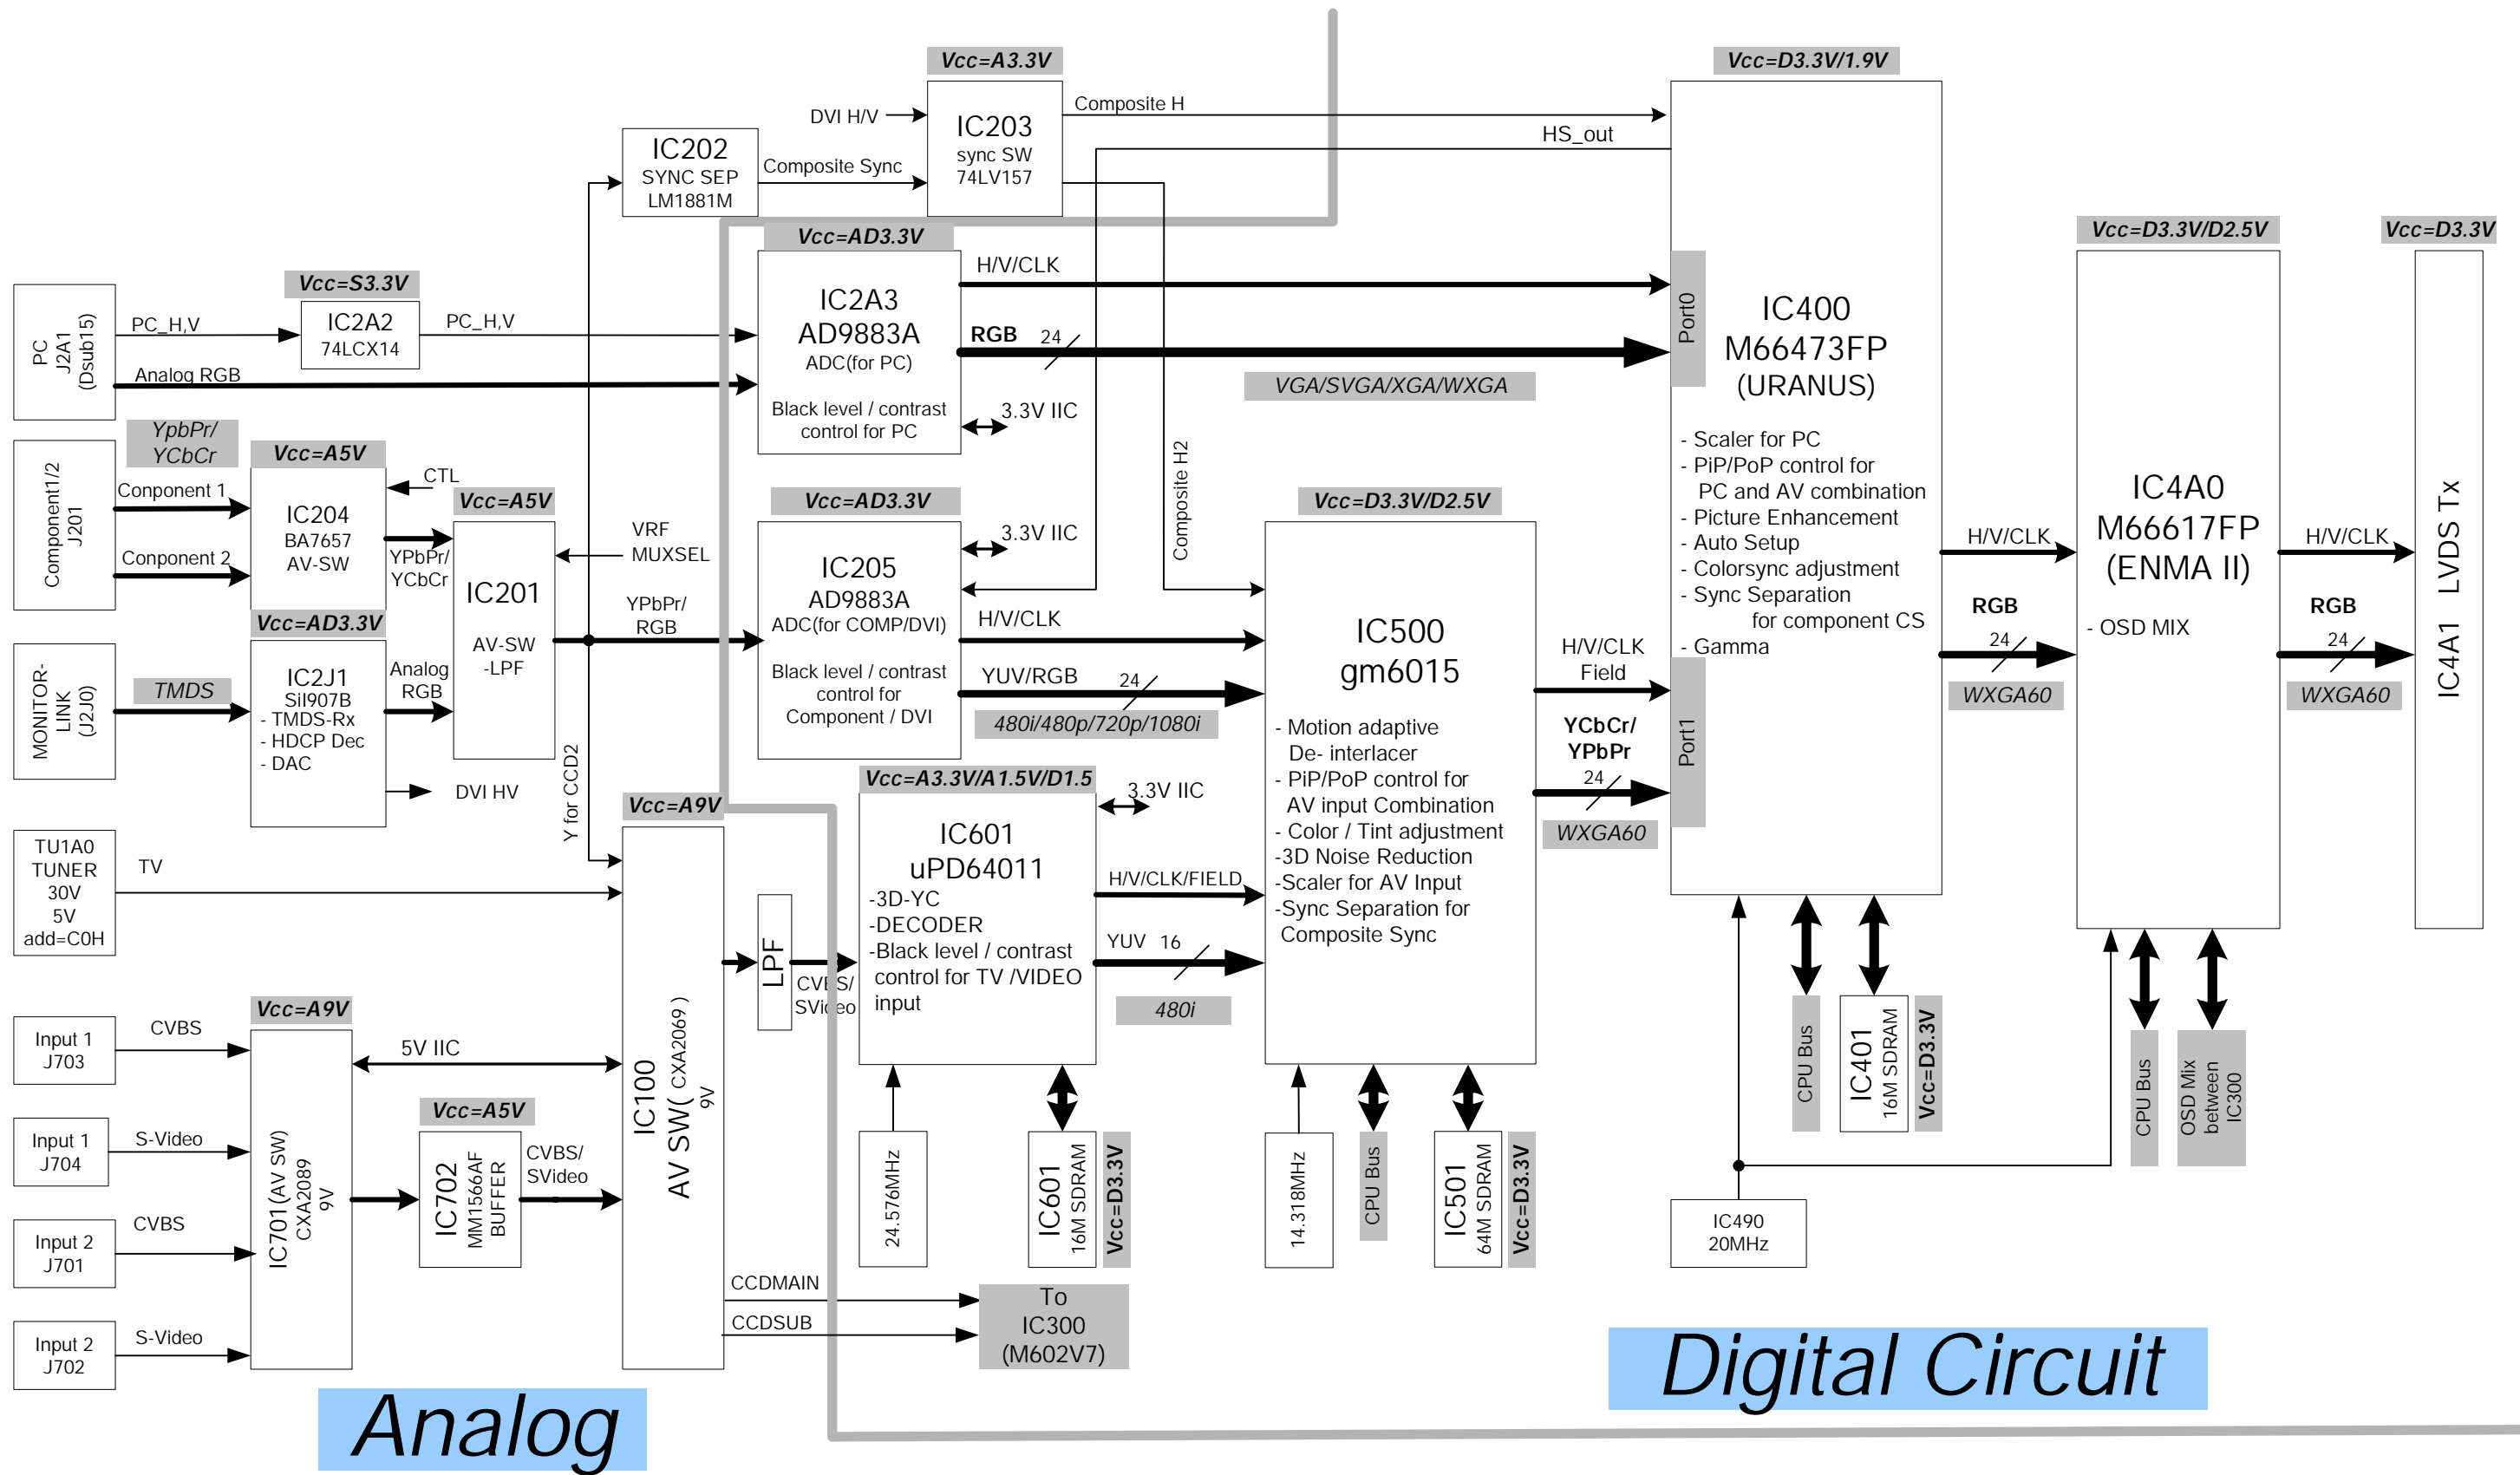 Vcc=A3.3V
Vcc=D3.3V/1.9V
DVI H/V
IC203
sync SW
74LV157
Composite H
HS_out
IC202
SYNC SEP
LM1881M
Composite Sync
Vcc=AD3.3V
Vcc=D3.3V/D2.5V
Vcc=D3.3V
PC
J2A1
(Dsub15)
PC_H,V
Vcc=S3.3V
IC2A2
74LCX14
PC_H,V
Analog RGB
IC2A3
AD9883A
ADC(for PC)
Black level / contrast
control for PC
H/V/CLK
RGB
24
VGA/SVGA/XGA/WXGA
3.3V IIC
Port0
IC400
M66473FP
(URANUS)
- Scaler for PC
- PiP/PoP control for
PC and AV combination
- Picture Enhancement
- Auto Setup
- Colorsync adjustment
- Sync Separation
for component CS
- Gamma
Port1
Component1/2
J201
YpbPr/
YCbCr
Conponent 1
Component 2
Vcc=A5V
IC204
BA7657
AV-SW
CTL
YPbPr/
YCbCr
Vcc=A5V
IC201
AV-SW
-LPF
VRF
MUXSEL
YPbPr/
RGB
Vcc=AD3.3V
IC205
AD9883A
ADC(for COMP/DVI)
Black level / contrast
control for
Component / DVI
3.3V IIC
H/V/CLK
YUV/RGB
24
480i/480p/720p/1080i
Composite H2
Vcc=D3.3V/D2.5V
IC500
gm6015
- Motion adaptive
De- interlacer
- PiP/PoP control for
AV input Combination
- Color / Tint adjustment
-3D Noise Reduction
-Scaler for AV Input
-Sync Separation for
Composite Sync
H/V/CLK
Field
YCbCr/
YPbPr
24
WXGA60
H/V/CLK
RGB
24
WXGA60
IC4A0
M66617FP
(ENMA II)
- OSD MIX
H/V/CLK
RGB
24
WXGA60
IC4A1 LVDS Tx
MONITOR-
LINK
(J2J0)
TMDS
Vcc=AD3.3V
IC2J1
SiI907B
- TMDS-Rx
- HDCP Dec
- DAC
Analog
RGB
DVI HV
Y for CCD2
TU1A0
TUNER
30V
5V
add=C0H
TV
Vcc=A9V
IC100
AV SW( CXA2069 )
9V
LPF
CVBS/
SVideo
Vcc=A3.3V/A1.5V/D1.5
IC601
uPD64011
-3D-YC
-DECODER
-Black level / contrast
control for TV /VIDEO
input
3.3V IIC
H/V/CLK/FIELD
YUV 16
480i
Input 1
J703
CVBS
Input 1
J704
S-Video
Input 2
J701
CVBS
Input 2
J702
S-Video
Vcc=A9V
IC701(AV SW)
CXA2089
9V
5V IIC
Vcc=A5V
IC702
MM1566AF
BUFFER
CVBS/
SVideo
24.576MHz
IC601
16M SDRAM
Vcc=D3.3V
14.318MHz
CPU Bus
IC501
64M SDRAM
Vcc=D3.3V
CPU Bus
IC401
16M SDRAM
Vcc=D3.3V
CPU Bus
OSD Mix
between
IC300
IC490
20MHz
CCDMAIN
CCDSUB
To
IC300
(M602V7)
Analog
Digital Circuit